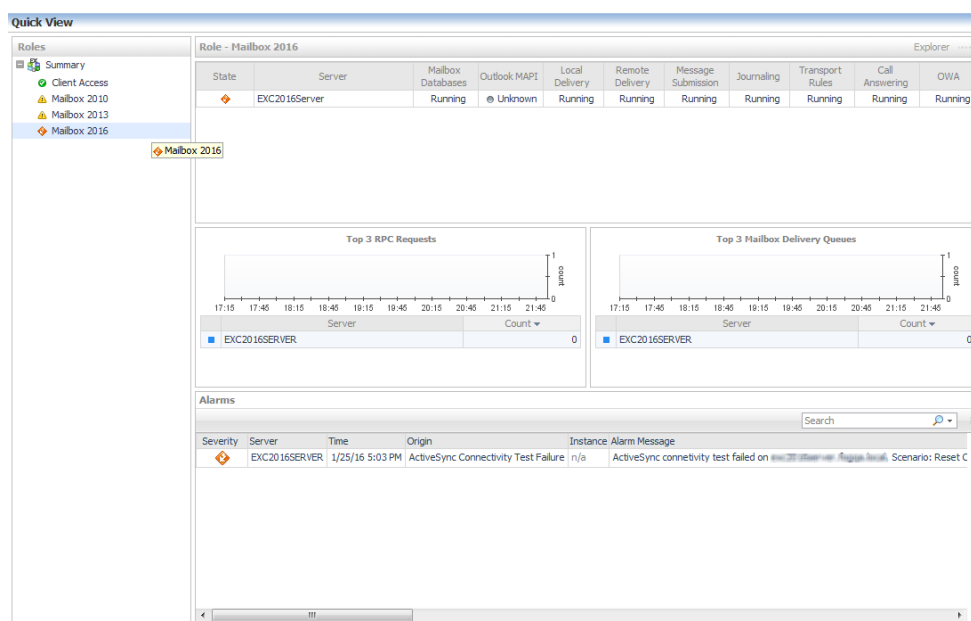 Quick View
Roles
Summary
Client Access
Mailbox 2010
Mailbox 2013
Mailbox 2016
Mailbox 2016
Role - Mailbox 2016 Explorer
State Server Mailbox Databases Outlook MAPI Local Delivery Remote Delivery Message Submission Journaling Transport Rules Call Answering OWA
EXC2016Server Running Unknown Running Running Running Running Running Running Running
Top 3 RPC Requests
1
count
0
17:15 17:45 18:15 18:45 19:15 19:45 20:15 20:45 21:15 21:45
Server Count
EXC2016SERVER 0
Top 3 Mailbox Delivery Queues
1
count
0
17:15 17:45 18:15 18:45 19:15 19:45 20:15 20:45 21:15 21:45
Server Count
EXC2016SERVER 0
Alarms
Search
Severity Server Time Origin Instance Alarm Message
EXC2016SERVER 1/25/16 5:03 PM ActiveSync Connectivity Test Failure n/a ActiveSync connetivity test failed on Scenario: Reset C